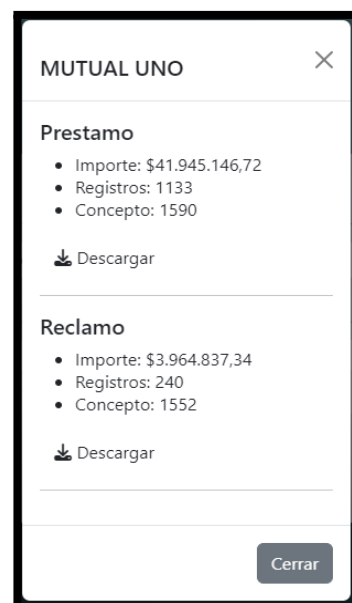 MUTUAL UNO
Prestamo
Importe: $41.945.146,72
Registros: 1133
Concepto: 1590
Descargar
Reclamo
Importe: $3.964.837,34
Registros: 240
Concepto: 1552
Descargar
Cerrar